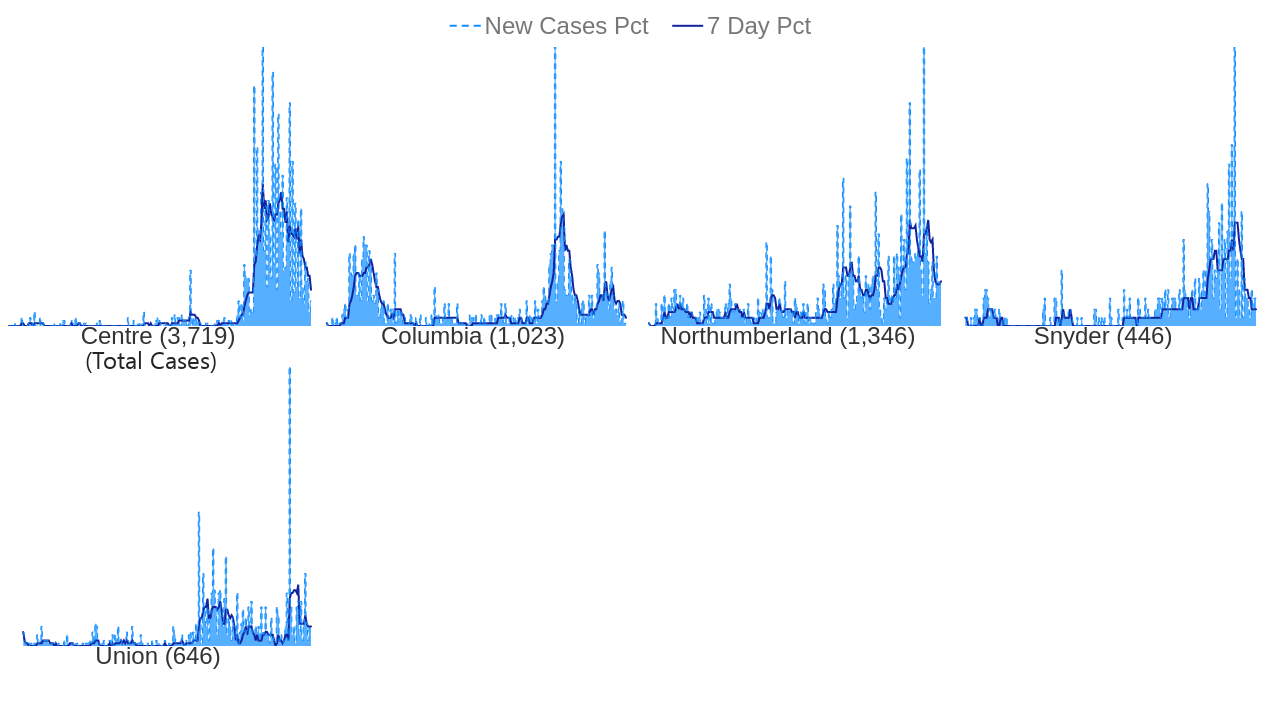 New Cases Pct 7 Day Pct
Centre (3,719) Columbia (1,023) Northumberland (1,346) Snyder (446)
(Total Cases)
Union (646)